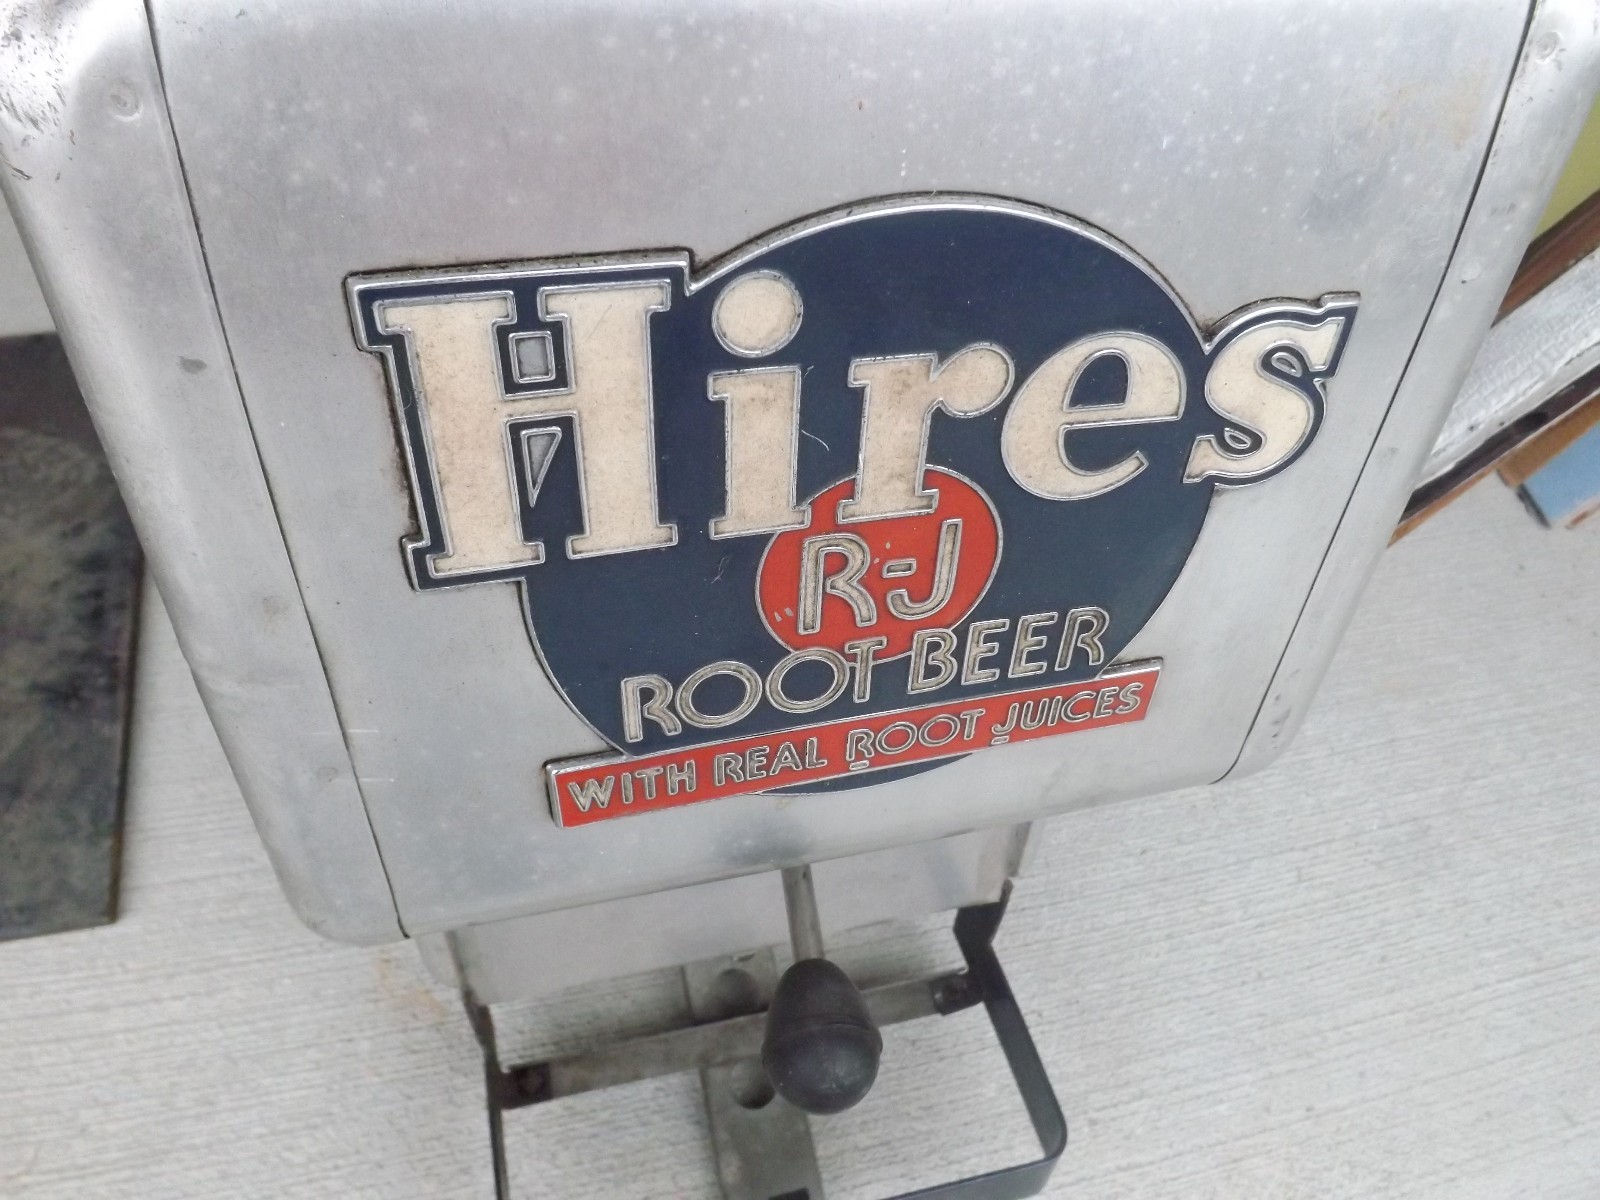 Hires
R-J
ROOT BEER
WITH REAL ROOT JUICES